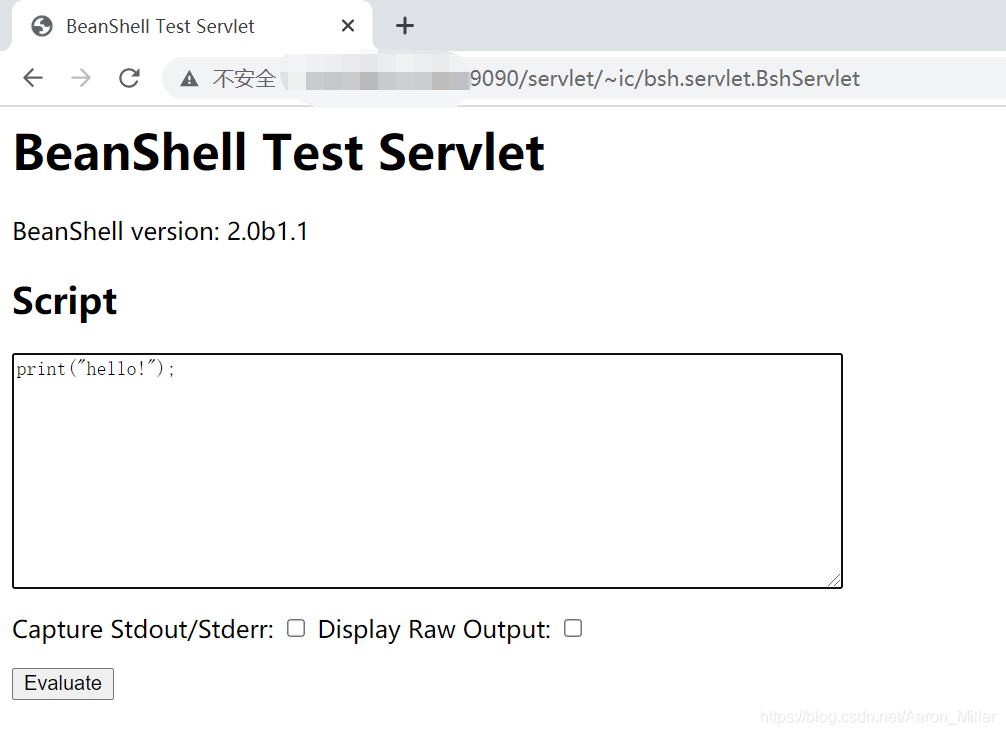 BeanShell Test Servlet
不安全 9090/servlet/~ic/bsh.servlet.BshServlet
BeanShell Test Servlet
BeanShell version: 2.0b1.1
Script
print("hello!");
Capture Stdout/Stderr: Display Raw Output:
Evaluate
https://blog.csdn.net/Aaron_Miller